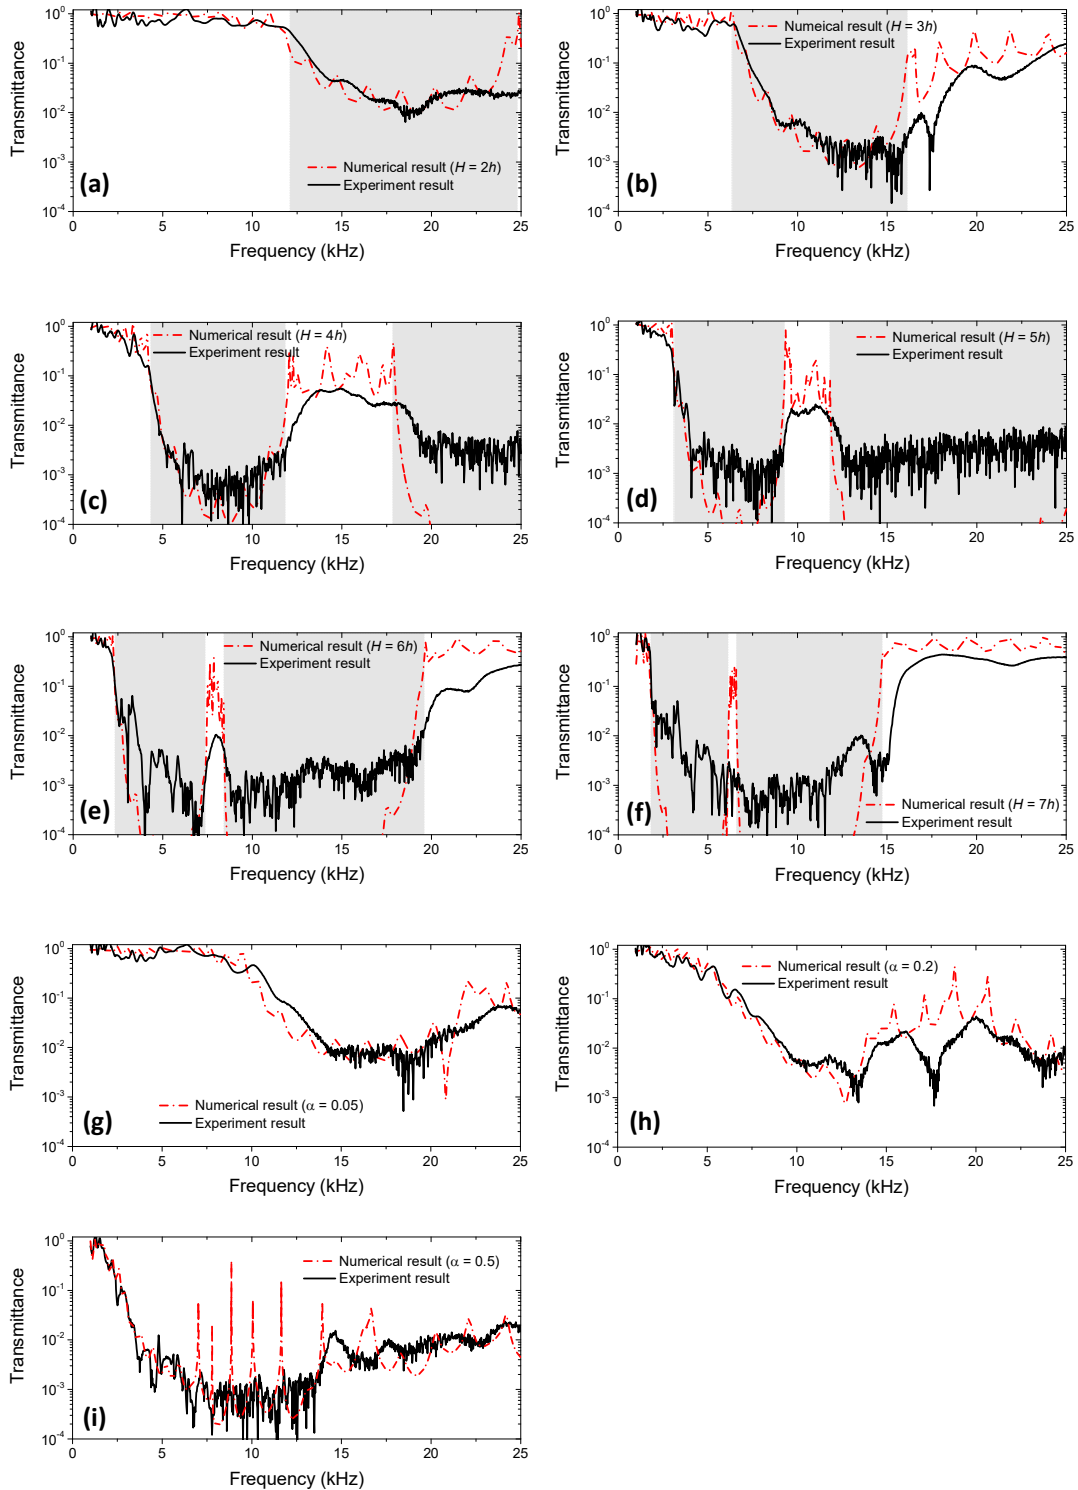 Transmittance
10⁰
10⁻¹
10⁻²
10⁻³
10⁻⁴
Numerical result (H = 2h)
Experiment result
(a)
0 5 10 15 20 25
Frequency (kHz)
Transmittance
10⁰
10⁻¹
10⁻²
10⁻³
10⁻⁴
Numerical result (H = 3h)
Experiment result
(b)
0 5 10 15 20 25
Frequency (kHz)
Transmittance
10⁰
10⁻¹
10⁻²
10⁻³
10⁻⁴
Numerical result (H = 4h)
Experiment result
(c)
0 5 10 15 20 25
Frequency (kHz)
Transmittance
10⁰
10⁻¹
10⁻²
10⁻³
10⁻⁴
Numerical result (H = 5h)
Experiment result
(d)
0 5 10 15 20 25
Frequency (kHz)
Transmittance
10⁰
10⁻¹
10⁻²
10⁻³
10⁻⁴
Numerical result (H = 6h)
Experiment result
(e)
0 5 10 15 20 25
Frequency (kHz)
Transmittance
10⁰
10⁻¹
10⁻²
10⁻³
10⁻⁴
Numerical result (H = 7h)
Experiment result
(f)
0 5 10 15 20 25
Frequency (kHz)
Transmittance
10⁰
10⁻¹
10⁻²
10⁻³
10⁻⁴
Numerical result (α = 0.05)
Experiment result
(g)
0 5 10 15 20 25
Frequency (kHz)
Transmittance
10⁰
10⁻¹
10⁻²
10⁻³
10⁻⁴
Numerical result (α = 0.2)
Experiment result
(h)
0 5 10 15 20 25
Frequency (kHz)
Transmittance
10⁰
10⁻¹
10⁻²
10⁻³
10⁻⁴
Numerical result (α = 0.5)
Experiment result
(i)
0 5 10 15 20 25
Frequency (kHz)